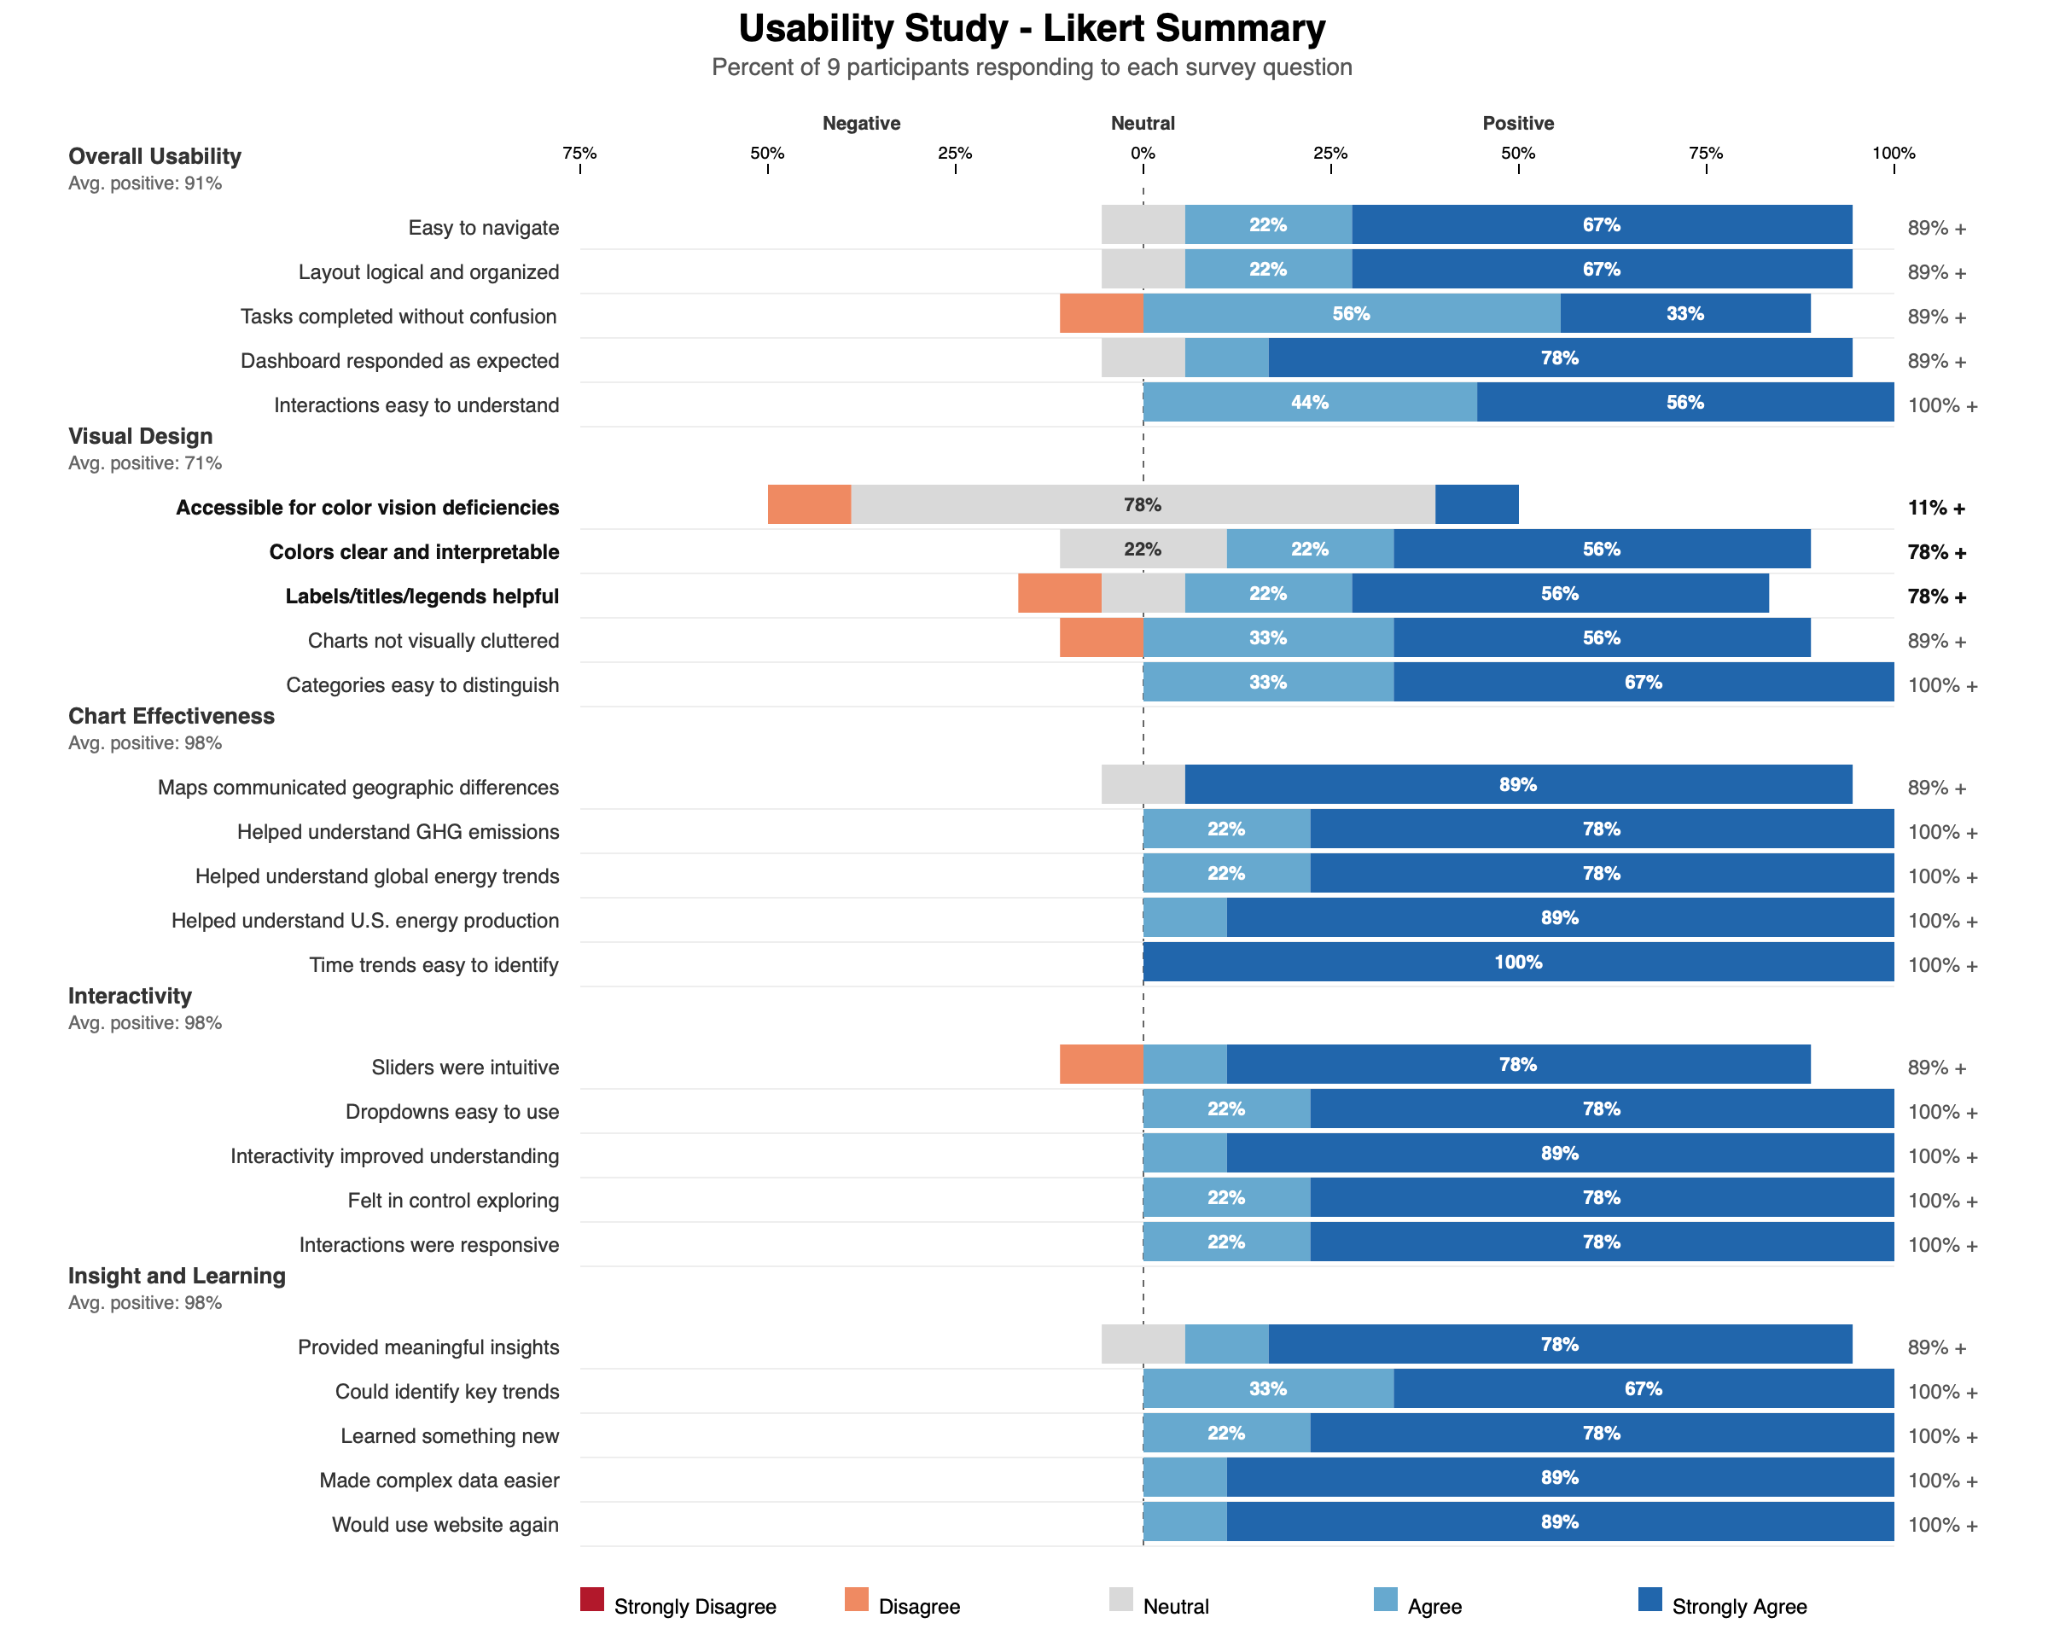 Usability Study - Likert Summary
Percent of 9 participants responding to each survey question
Negative Neutral Positive
75% 50% 25% 0% 25% 50% 75% 100%
Overall Usability
Avg. positive: 91%
Easy to navigate 22% 67% 89% +
Layout logical and organized 22% 67% 89% +
Tasks completed without confusion 56% 33% 89% +
Dashboard responded as expected 78% 89% +
Interactions easy to understand 44% 56% 100% +
Visual Design
Avg. positive: 71%
Accessible for color vision deficiencies 78% 11% +
Colors clear and interpretable 22% 22% 56% 78% +
Labels/titles/legends helpful 22% 56% 78% +
Charts not visually cluttered 33% 56% 89% +
Categories easy to distinguish 33% 67% 100% +
Chart Effectiveness
Avg. positive: 98%
Maps communicated geographic differences 89% 89% +
Helped understand GHG emissions 22% 78% 100% +
Helped understand global energy trends 22% 78% 100% +
Helped understand U.S. energy production 89% 100% +
Time trends easy to identify 100% 100% +
Interactivity
Avg. positive: 98%
Sliders were intuitive 78% 89% +
Dropdowns easy to use 22% 78% 100% +
Interactivity improved understanding 89% 100% +
Felt in control exploring 22% 78% 100% +
Interactions were responsive 22% 78% 100% +
Insight and Learning
Avg. positive: 98%
Provided meaningful insights 78% 89% +
Could identify key trends 33% 67% 100% +
Learned something new 22% 78% 100% +
Made complex data easier 89% 100% +
Would use website again 89% 100% +
Strongly Disagree Disagree Neutral Agree Strongly Agree